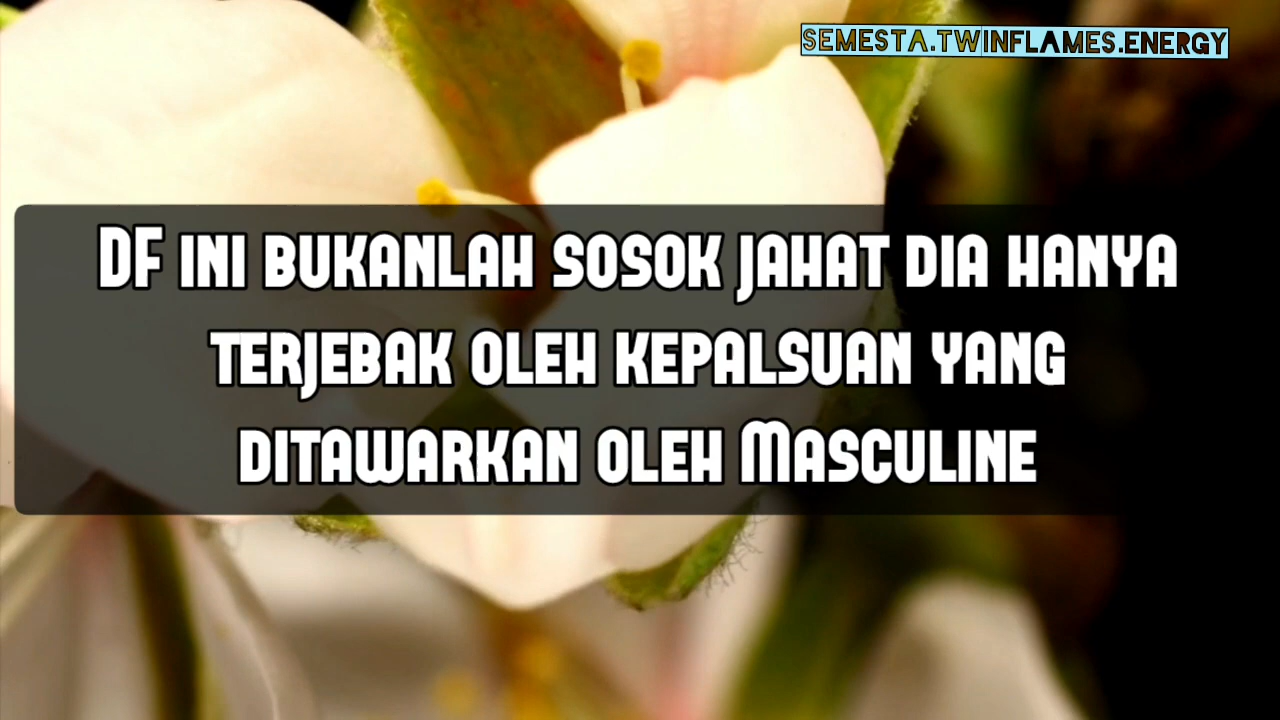 SEMESTA.TWINFLAMES.ENERGY
DF ini bukanlah sosok jahat dia hanya
terjebak oleh kepalsuan yang
ditawarkan oleh Masculine